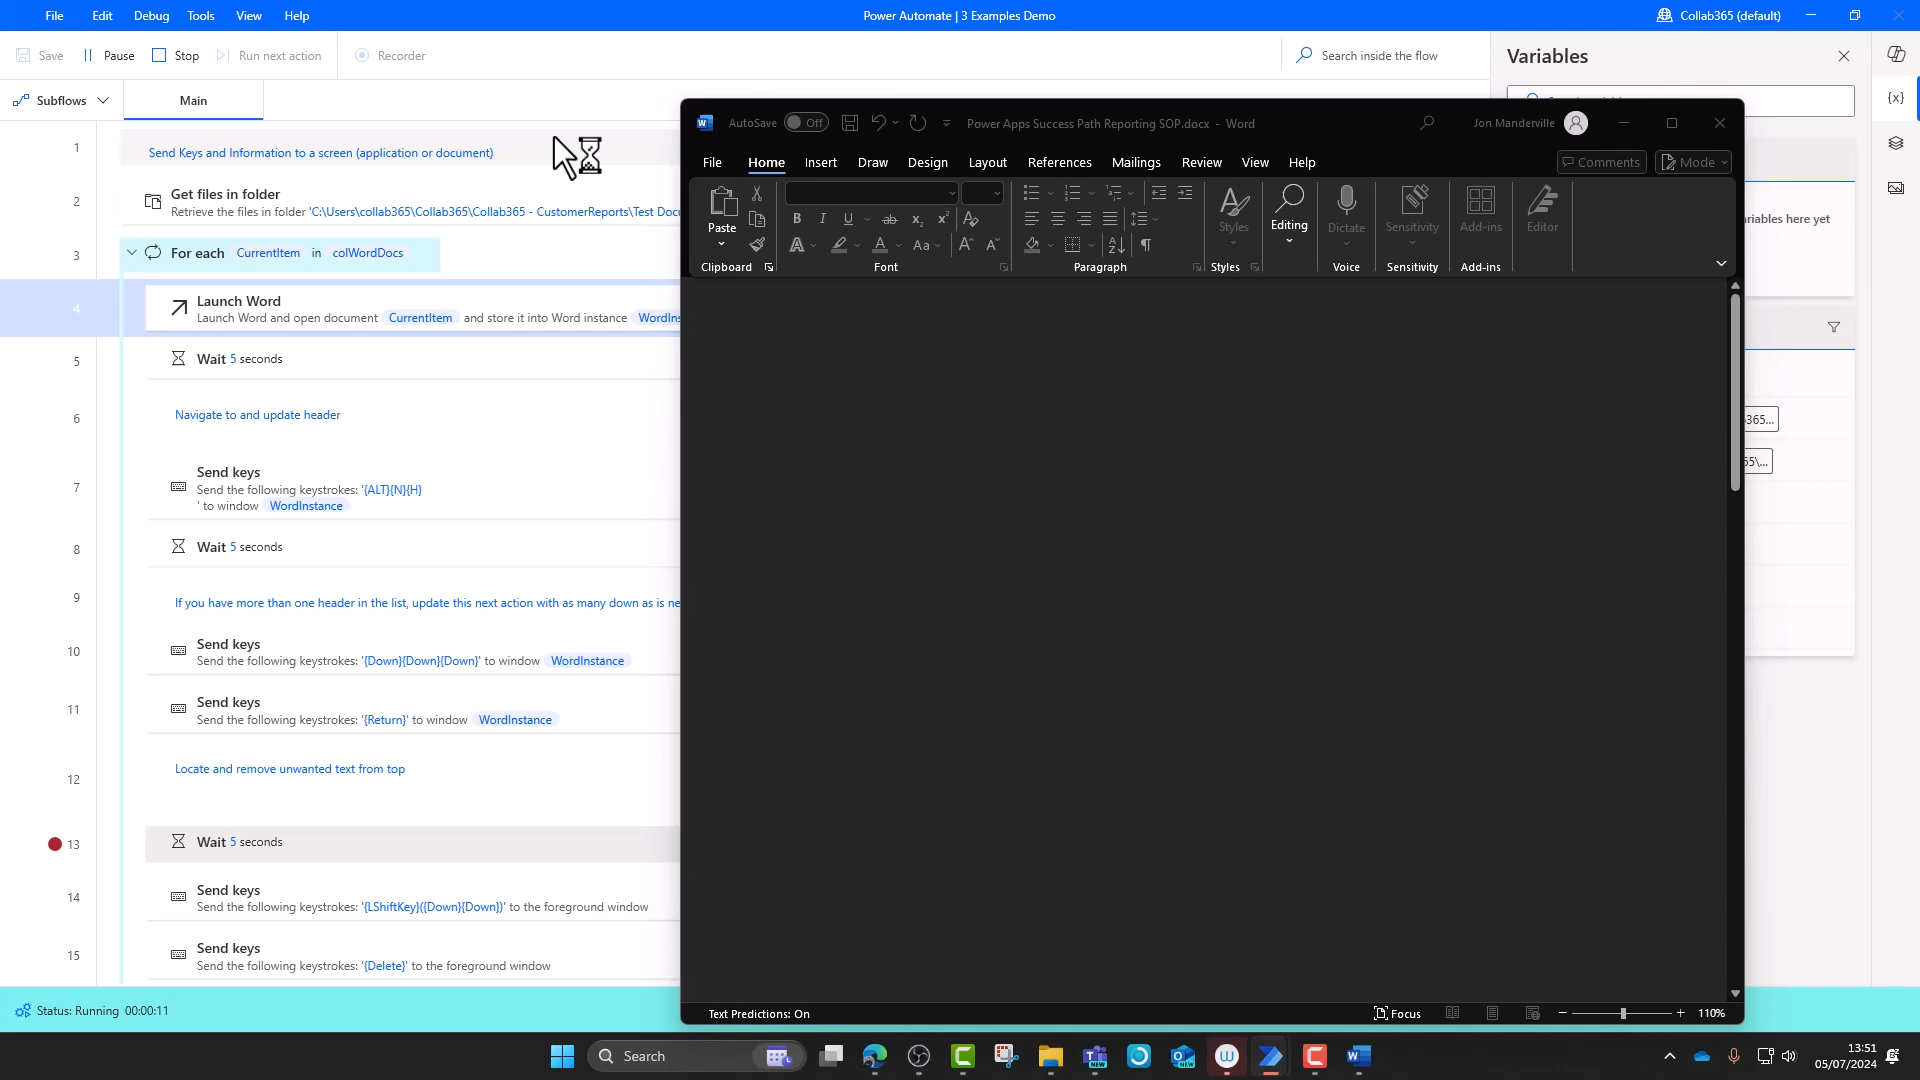 File Edit Debug Tools View Help
Power Automate | 3 Examples Demo
Collab365 (default)
Save Pause Stop Run next action Recorder
Search inside the flow
Variables
Subflows Main
{x}
1 Send Keys and Information to a screen (application or document)
2 Get files in folder
Retrieve the files in folder 'C:\Users\collab365\Collab365\Collab365 - CustomerReports\Test Docu
3 For each CurrentItem in colWordDocs
4 Launch Word
Launch Word and open document CurrentItem and store it into Word instance WordIns
5 Wait 5 seconds
6 Navigate to and update header
7 Send keys
Send the following keystrokes: '{ALT}{N}{H}
' to window WordInstance
8 Wait 5 seconds
9 If you have more than one header in the list, update this next action with as many down as is ne
10 Send keys
Send the following keystrokes: '{Down}{Down}{Down}' to window WordInstance
11 Send keys
Send the following keystrokes: '{Return}' to window WordInstance
12 Locate and remove unwanted text from top
13 Wait 5 seconds
14 Send keys
Send the following keystrokes: '{LShiftKey}({Down}{Down})' to the foreground window
15 Send keys
Send the following keystrokes: '{Delete}' to the foreground window
Status: Running 00:00:11
AutoSave Off
Power Apps Success Path Reporting SOP.docx - Word
Jon Manderville
File Home Insert Draw Design Layout References Mailings Review View Help
Comments Mode
Paste
Clipboard
B I U ab x₂ x²
A A Aa A A
Font
Paragraph
Styles
Styles
Editing
Dictate
Voice
Sensitivity
Sensitivity
Add-ins
Add-ins
Editor
ariables here yet
365...
55\...
Text Predictions: On
Focus
110%
Search
NEW
NEW
13:51
05/07/2024